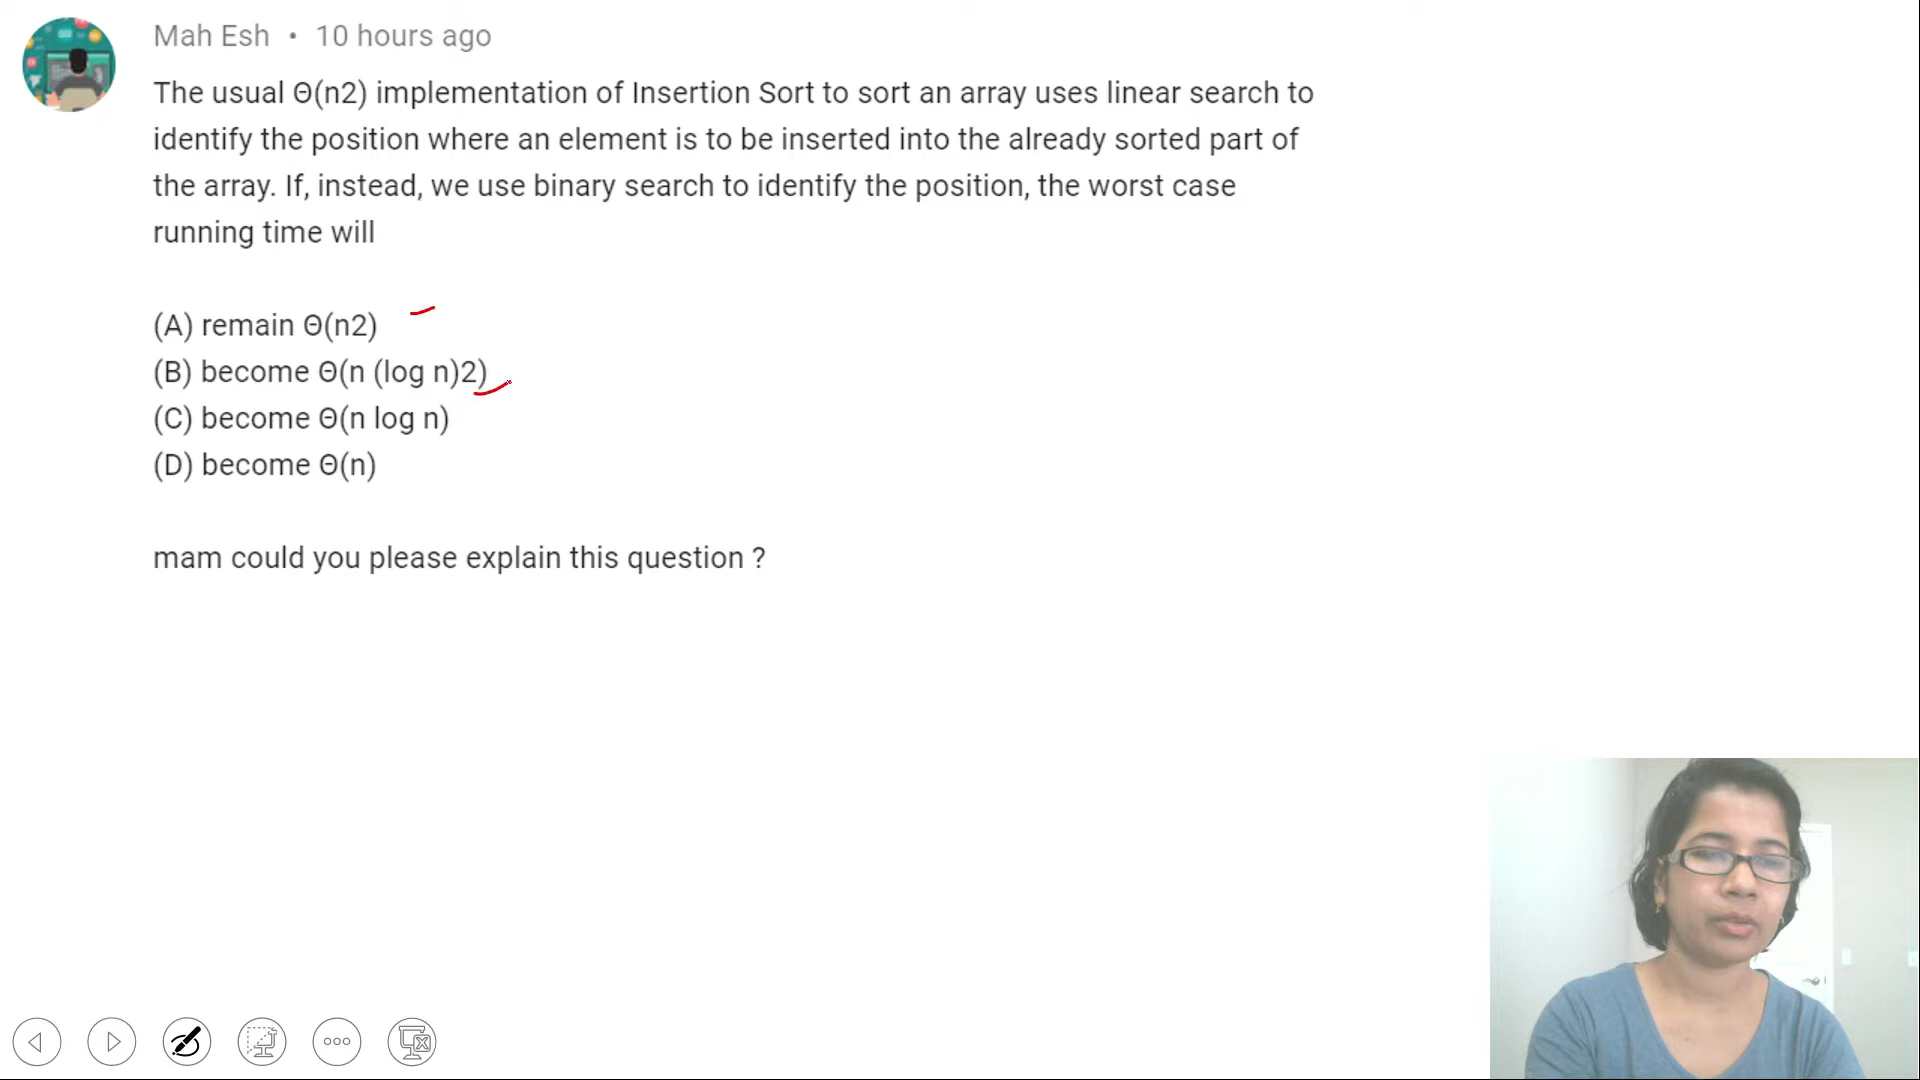 Mah Esh • 10 hours ago
The usual Θ(n2) implementation of Insertion Sort to sort an array uses linear search to
identify the position where an element is to be inserted into the already sorted part of
the array. If, instead, we use binary search to identify the position, the worst case
running time will
(A) remain Θ(n2)
(B) become Θ(n (log n)2)
(C) become Θ(n log n)
(D) become Θ(n)
mam could you please explain this question ?